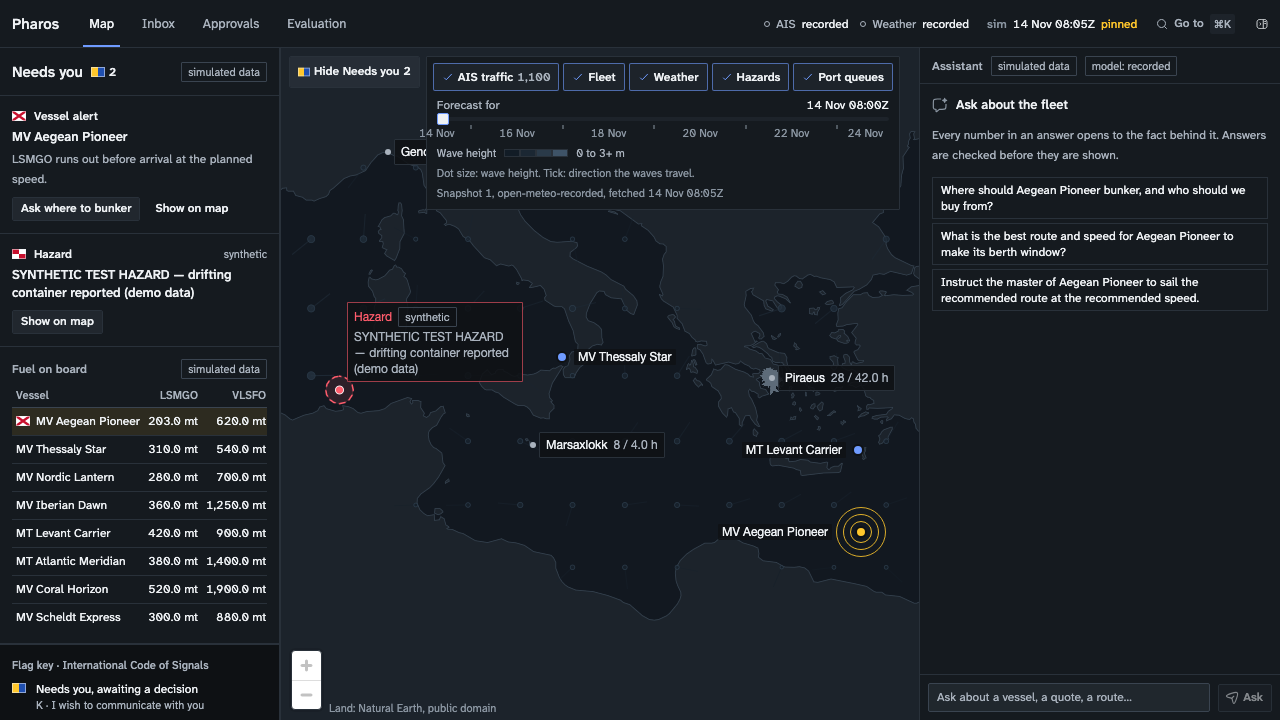 Pharos
Map
Inbox
Approvals
Evaluation
AIS recorded
Weather recorded
sim 14 Nov 08:05Z pinned
Go to ⌘K
Needs you 2
simulated data
Vessel alert
MV Aegean Pioneer
LSMGO runs out before arrival at the planned
speed.
Ask where to bunker
Show on map
Hazard
synthetic
SYNTHETIC TEST HAZARD — drifting
container reported (demo data)
Show on map
Fuel on board
simulated data
Vessel LSMGO VLSFO
MV Aegean Pioneer 203.0 mt 620.0 mt
MV Thessaly Star 310.0 mt 540.0 mt
MV Nordic Lantern 280.0 mt 700.0 mt
MV Iberian Dawn 360.0 mt 1,250.0 mt
MT Levant Carrier 420.0 mt 900.0 mt
MT Atlantic Meridian 380.0 mt 1,400.0 mt
MV Coral Horizon 520.0 mt 1,900.0 mt
MV Scheldt Express 300.0 mt 880.0 mt
Flag key · International Code of Signals
Needs you, awaiting a decision
K · I wish to communicate with you
Hide Needs you 2
AIS traffic 1,100
Fleet
Weather
Hazards
Port queues
Forecast for
14 Nov 08:00Z
14 Nov 16 Nov 18 Nov 20 Nov 22 Nov 24 Nov
Wave height 0 to 3+ m
Dot size: wave height. Tick: direction the waves travel.
Snapshot 1, open-meteo-recorded, fetched 14 Nov 08:05Z
Hazard synthetic
SYNTHETIC TEST HAZARD
— drifting container reported
(demo data)
MV Thessaly Star
Piraeus 28 / 42.0 h
Marsaxlokk 8 / 4.0 h
MT Levant Carrier
MV Aegean Pioneer
+
−
Land: Natural Earth, public domain
Assistant
simulated data
model: recorded
Ask about the fleet
Every number in an answer opens to the fact behind it. Answers
are checked before they are shown.
Where should Aegean Pioneer bunker, and who should we
buy from?
What is the best route and speed for Aegean Pioneer to
make its berth window?
Instruct the master of Aegean Pioneer to sail the
recommended route at the recommended speed.
Ask about a vessel, a quote, a route...
Ask